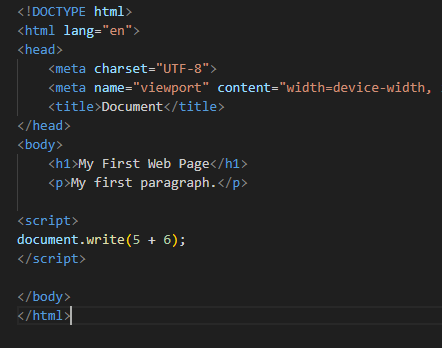 <!DOCTYPE html>
<html lang="en">
<head>
    <meta charset="UTF-8">
    <meta name="viewport" content="width=device-width,
    <title>Document</title>
</head>
<body>
    <h1>My First Web Page</h1>
    <p>My first paragraph.</p>
<script>
document.write(5 + 6);
</script>
</body>
</html>